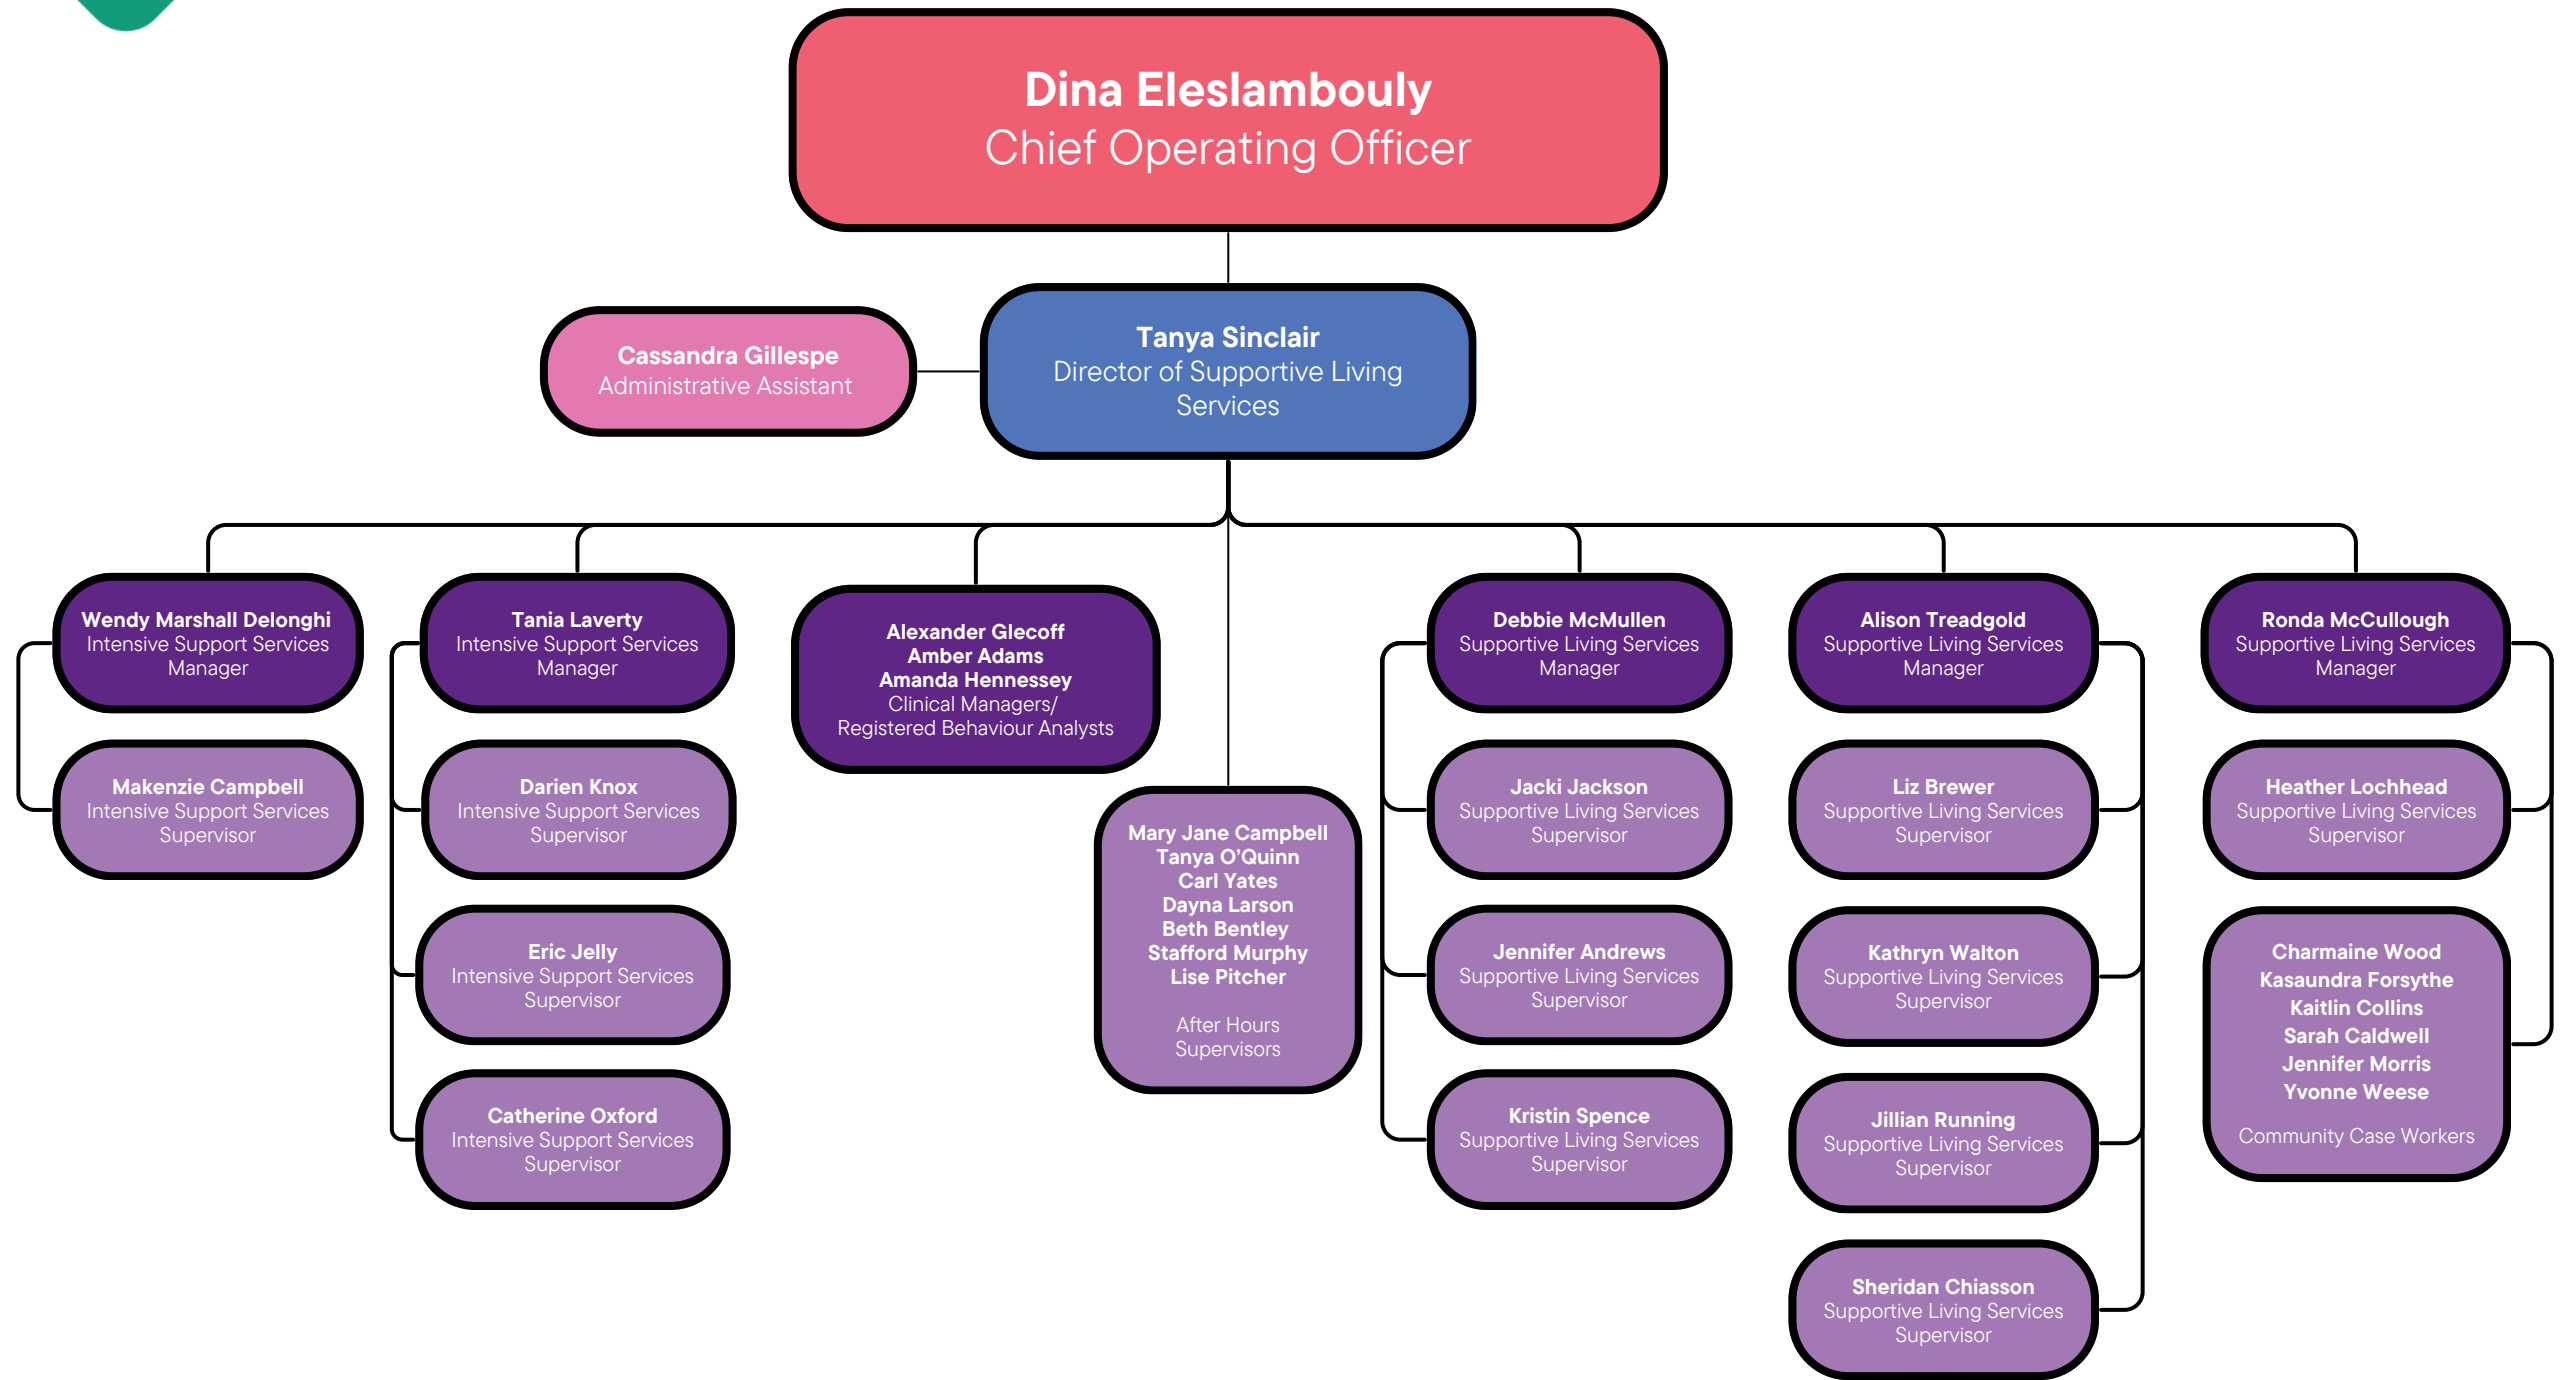 Dina Eleslambouly
Chief Operating Officer
Cassandra Gillespe
Administrative Assistant
Tanya Sinclair
Director of Supportive Living
Services
Wendy Marshall Delonghi
Intensive Support Services
Manager
Makenzie Campbell
Intensive Support Services
Supervisor
Tania Laverty
Intensive Support Services
Manager
Darien Knox
Intensive Support Services
Supervisor
Eric Jelly
Intensive Support Services
Supervisor
Catherine Oxford
Intensive Support Services
Supervisor
Alexander Glecoff
Amber Adams
Amanda Hennessey
Clinical Managers/
Registered Behaviour Analysts
Mary Jane Campbell
Tanya O’Quinn
Carl Yates
Dayna Larson
Beth Bentley
Stafford Murphy
Lise Pitcher
After Hours
Supervisors
Debbie McMullen
Supportive Living Services
Manager
Jacki Jackson
Supportive Living Services
Supervisor
Jennifer Andrews
Supportive Living Services
Supervisor
Kristin Spence
Supportive Living Services
Supervisor
Alison Treadgold
Supportive Living Services
Manager
Liz Brewer
Supportive Living Services
Supervisor
Kathryn Walton
Supportive Living Services
Supervisor
Jillian Running
Supportive Living Services
Supervisor
Sheridan Chiasson
Supportive Living Services
Supervisor
Ronda McCullough
Supportive Living Services
Manager
Heather Lochhead
Supportive Living Services
Supervisor
Charmaine Wood
Kasaundra Forsythe
Kaitlin Collins
Sarah Caldwell
Jennifer Morris
Yvonne Weese
Community Case Workers